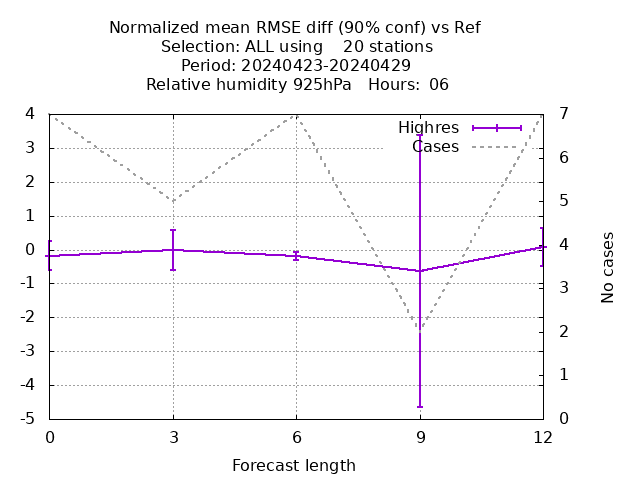 Normalized mean RMSE diff (90% conf) vs Ref
Selection: ALL using    20 stations
Period: 20240423-20240429
Relative humidity 925hPa   Hours:  06
Highres
Cases
4
3
2
1
0
-1
-2
-3
-4
-5
7
6
5
4
3
2
1
0
No cases
0 3 6 9 12
Forecast length